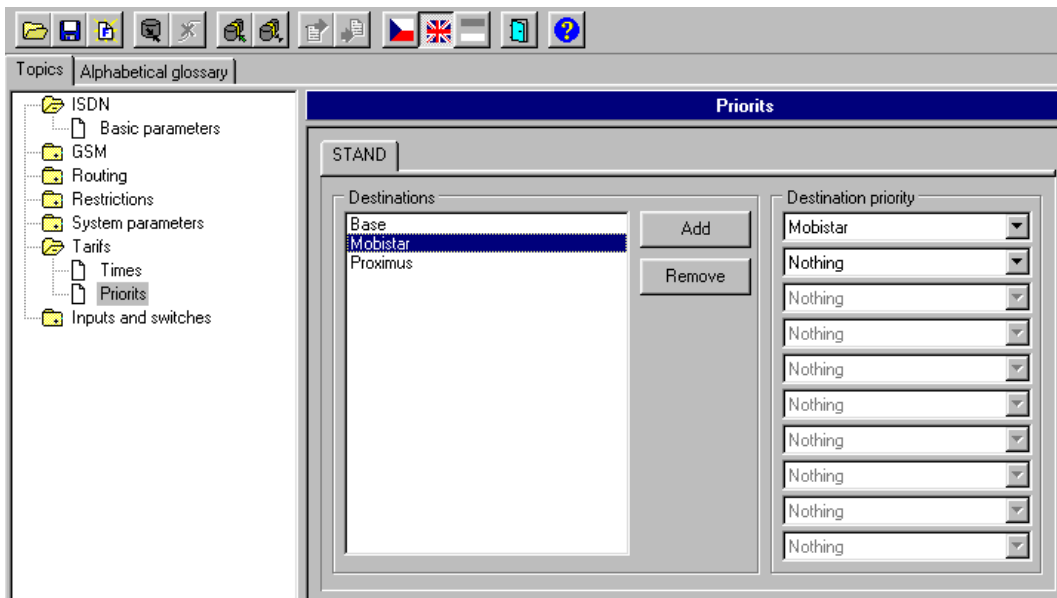 Topics
Alphabetical glossary
ISDN
Basic parameters
GSM
Routing
Restrictions
System parameters
Tarifs
Times
Priorits
Inputs and switches
Priorits
STAND
Destinations
Base
Mobistar
Proximus
Add
Remove
Destination priority
Mobistar
Nothing
Nothing
Nothing
Nothing
Nothing
Nothing
Nothing
Nothing
Nothing